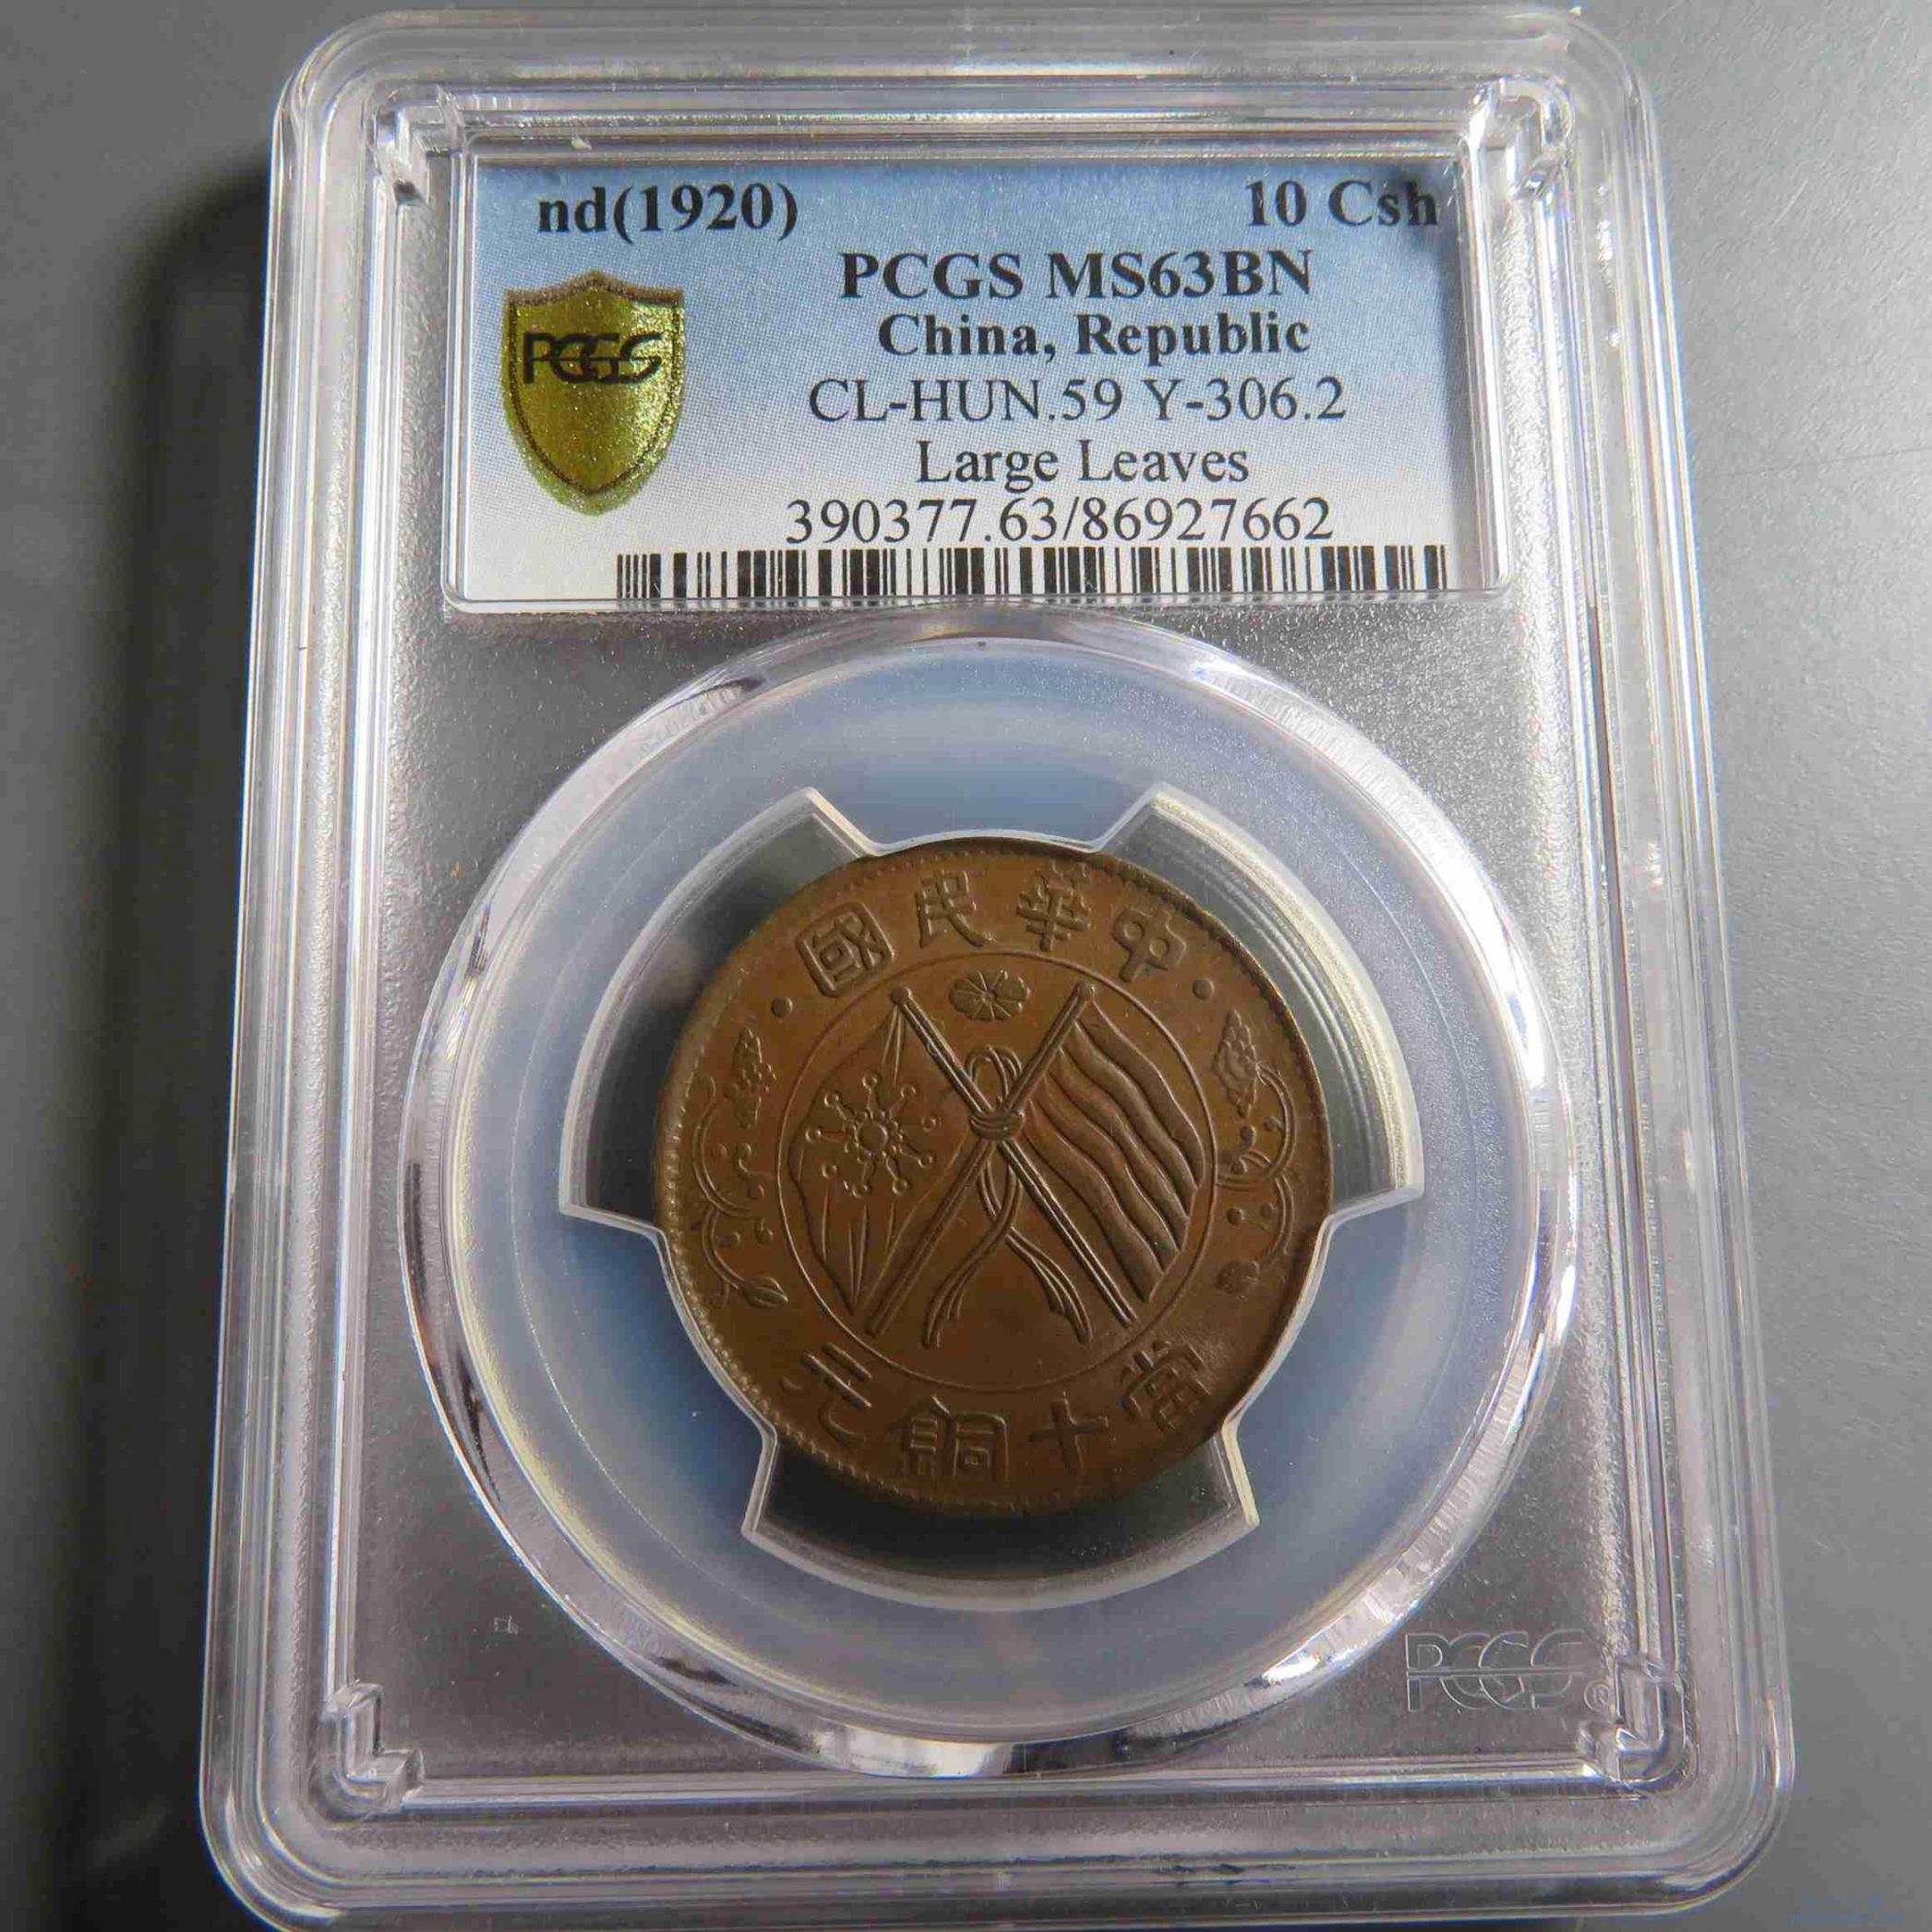 nd(1920) 10 Csh
PCGS MS63BN
China, Republic
PCGS
CL-HUN.59 Y-306.2
Large Leaves
390377.63/86927662
國民華中
元銅十當
PCGS®